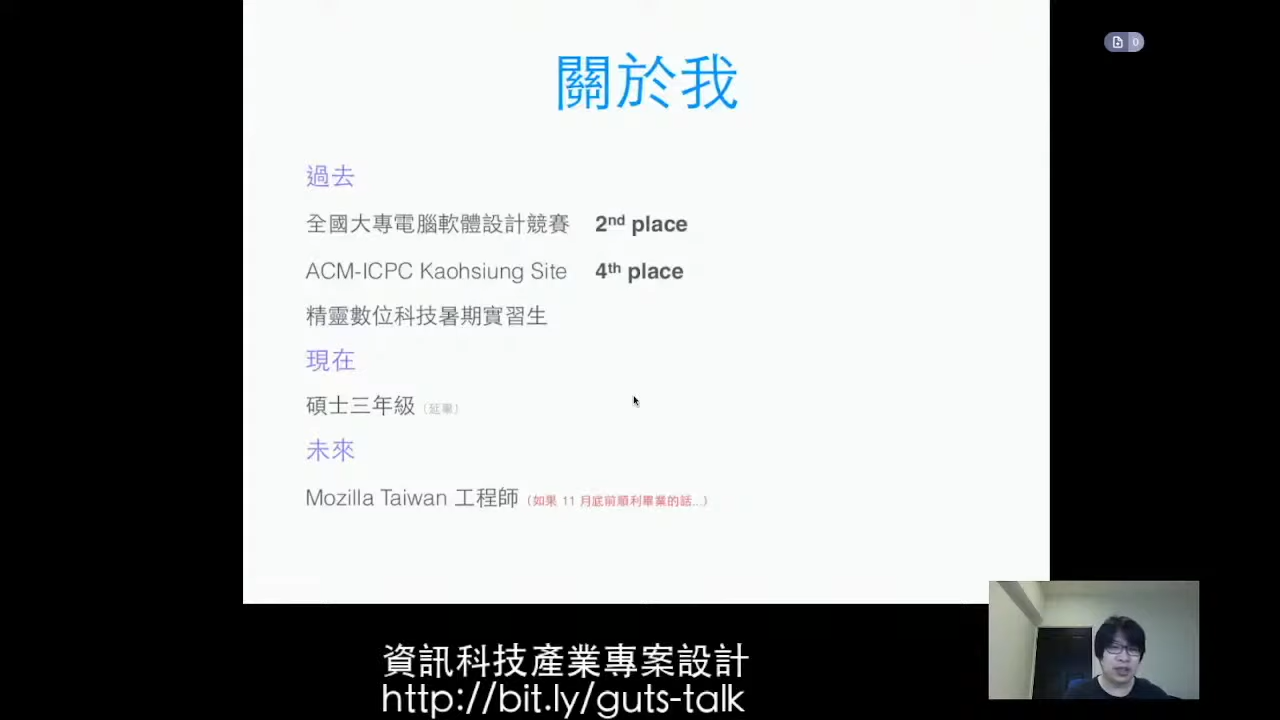 關於我
0
過去
全國大專電腦軟體設計競賽 2nd place
ACM-ICPC Kaohsiung Site 4th place
精靈數位科技暑期實習生
現在
碩士三年級（延畢）
未來
Mozilla Taiwan 工程師（如果 11 月底前順利畢業的話...）
資訊科技產業專案設計
http://bit.ly/guts-talk